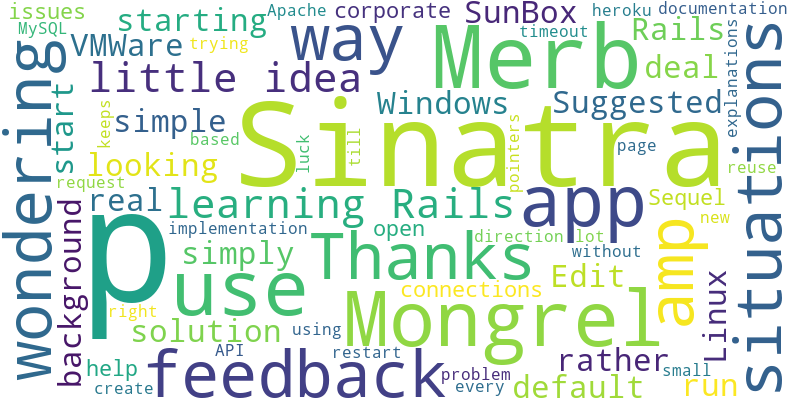 issues
MySQL
starting
Apache
corporate
SunBox
heroku
documentation
VMWare
trying
way
timeout
Rails
little idea
Merb
deal
explanations
wondering
start
keeps
simple
based
Sinatra
Windows
Suggested
situations
luck
till
pointers
page
looking
request
real
learning Rails
app
Sequel
reuse
new
background
p
implementation
open
direction
lot
without
amp
simply
Thanks
Edit
connections
use
Mongrel
Linux
right
solution
using
API
restart
rather
small
help
create
feedback
problem
every
default
run